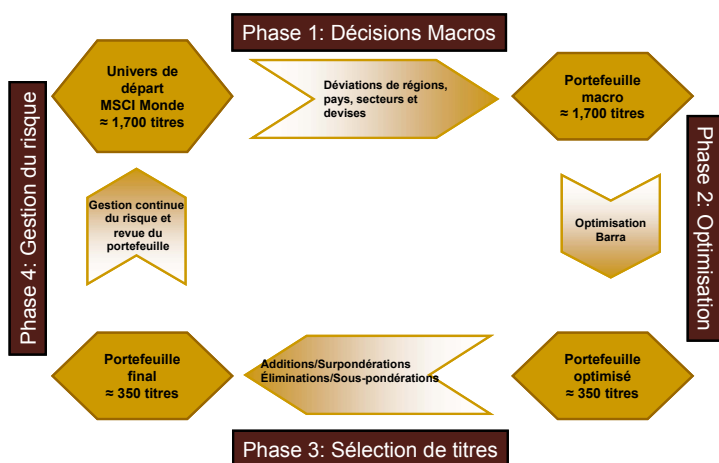 Phase 1: Décisions Macros
Univers de
départ
MSCI Monde
≈ 1,700 titres
Déviations de régions,
pays, secteurs et
devises
Portefeuille
macro
≈ 1,700 titres
Phase 2: Optimisation
Optimisation
Barra
Portefeuille
optimisé
≈ 350 titres
Phase 3: Sélection de titres
Additions/Surpondérations
Éliminations/Sous-pondérations
Portefeuille
final
≈ 350 titres
Phase 4: Gestion du risque
Gestion continue
du risque et
revue du
portefeuille